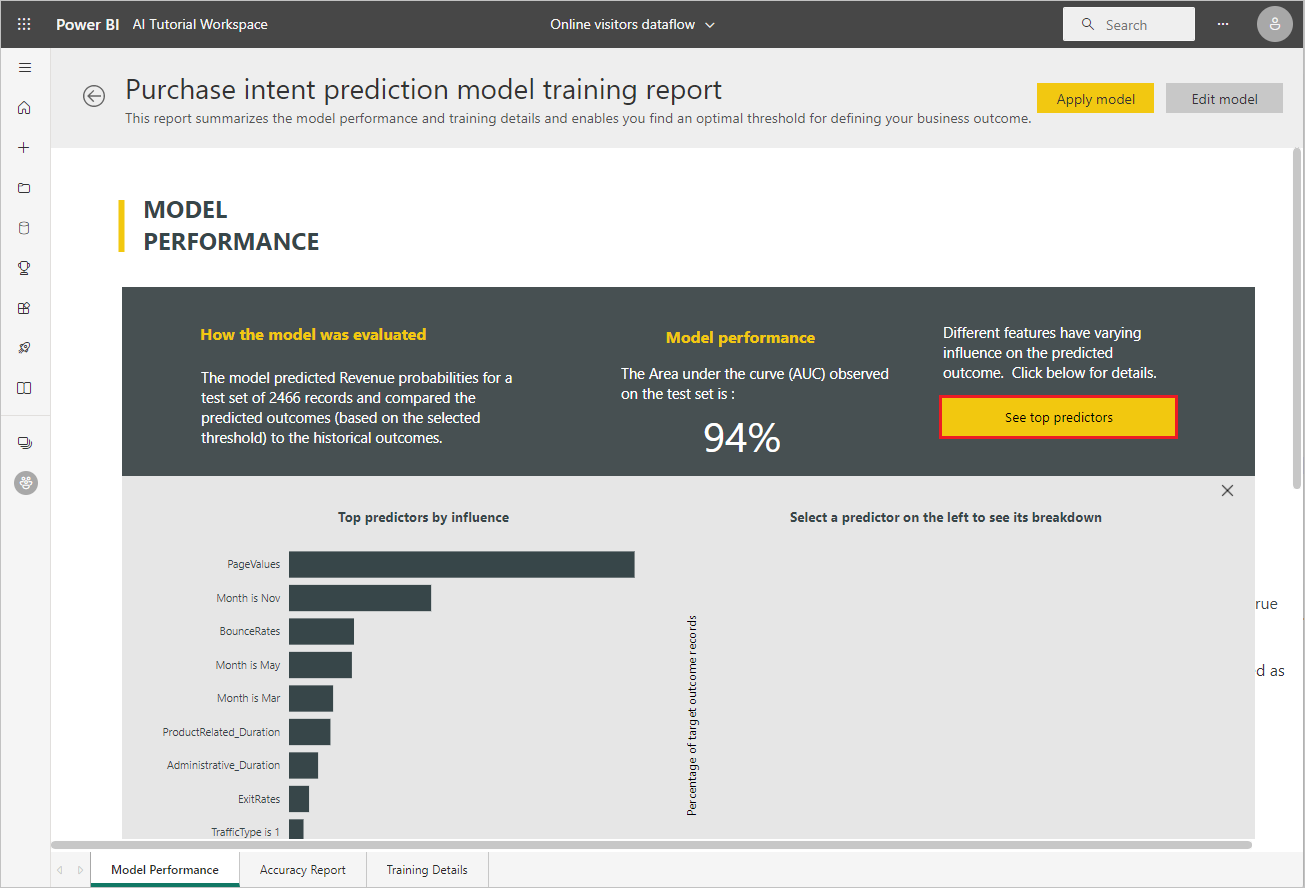 Power BI AI Tutorial Workspace
Online visitors dataflow
Search
Purchase intent prediction model training report
This report summarizes the model performance and training details and enables you find an optimal threshold for defining your business outcome.
Apply model
Edit model
MODEL
PERFORMANCE
How the model was evaluated
The model predicted Revenue probabilities for a
test set of 2466 records and compared the
predicted outcomes (based on the selected
threshold) to the historical outcomes.
Model performance
The Area under the curve (AUC) observed
on the test set is :
94%
Different features have varying
influence on the predicted
outcome. Click below for details.
See top predictors
Top predictors by influence
PageValues
Month is Nov
BounceRates
Month is May
Month is Mar
ProductRelated_Duration
Administrative_Duration
ExitRates
TrafficType is 1
Select a predictor on the left to see its breakdown
Percentage of target outcome records
rue
d as
Model Performance
Accuracy Report
Training Details